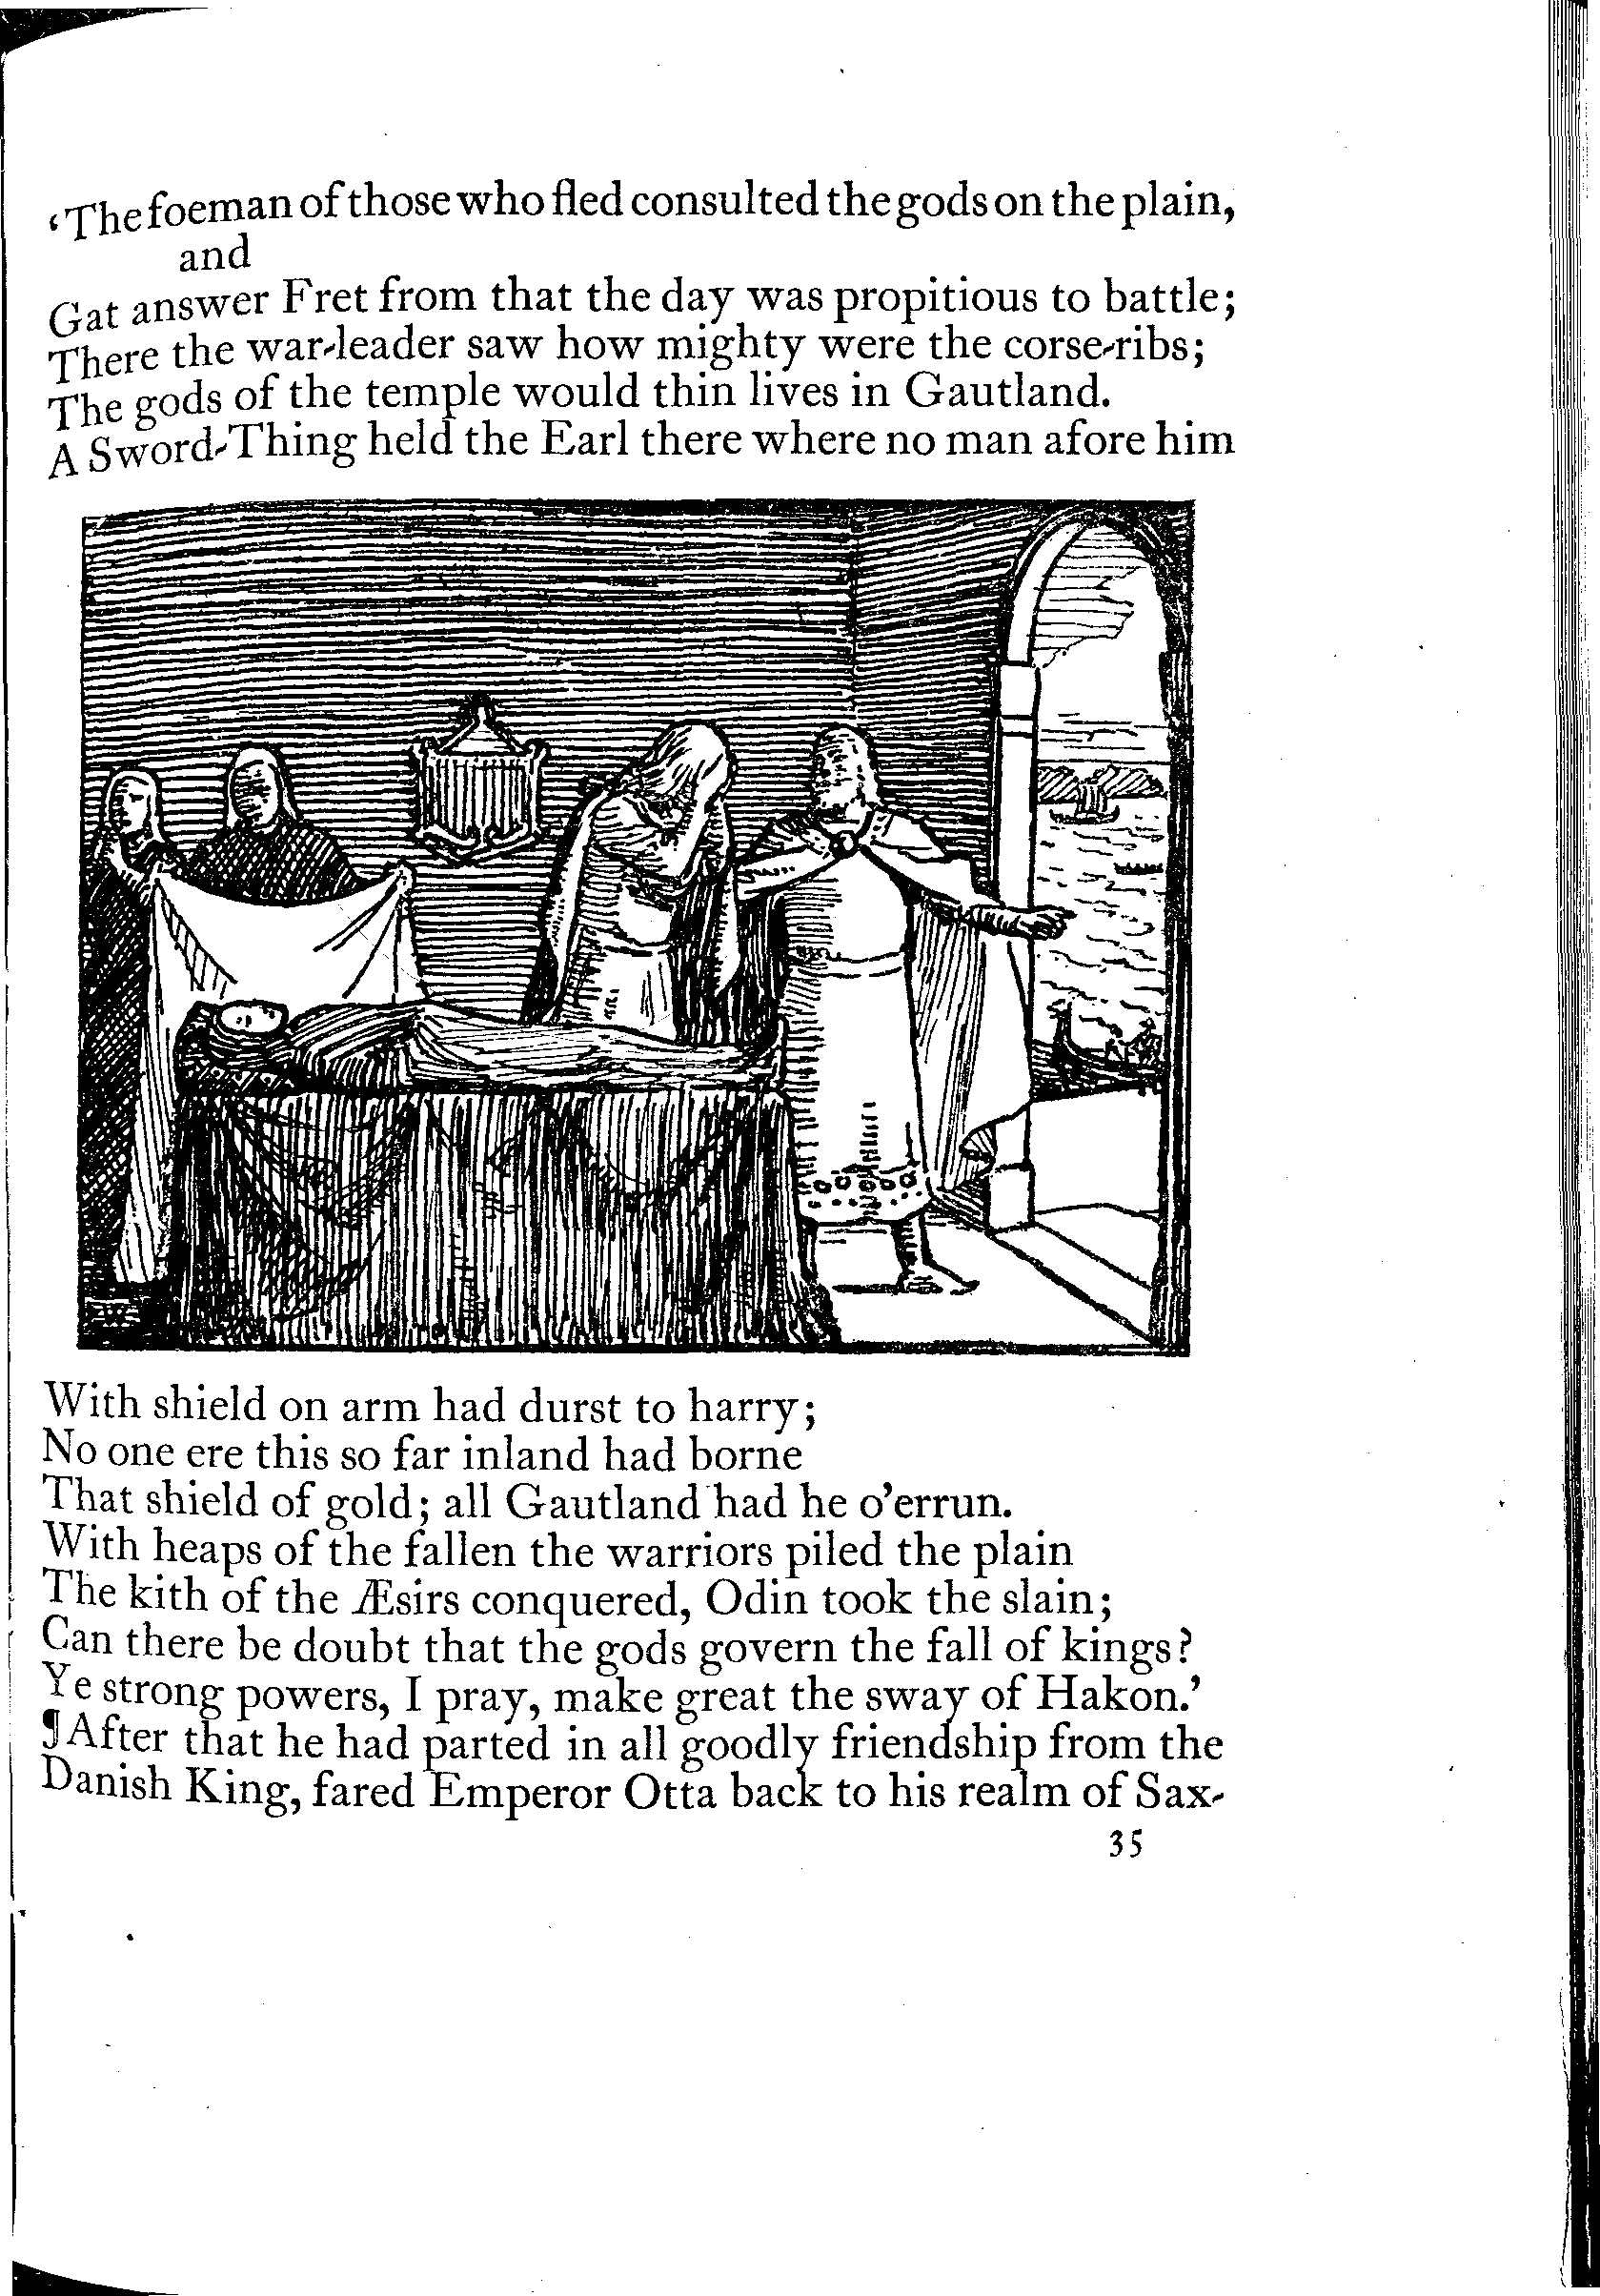 ‘The foeman of those who fled consulted the gods on the plain,
and
Gat answer Fret from that the day was propitious to battle;
There the war-leader saw how mighty were the corse-ribs;
The gods of the temple would thin lives in Gautland.
A Sword-Thing held the Earl there where no man afore him
With shield on arm had durst to harry;
No one ere this so far inland had borne
That shield of gold; all Gautland had he o’errun.
With heaps of the fallen the warriors piled the plain
The kith of the Æsirs conquered, Odin took the slain;
Can there be doubt that the gods govern the fall of kings?
Ye strong powers, I pray, make great the sway of Hakon.’
¶After that he had parted in all goodly friendship from the
Danish King, fared Emperor Otta back to his realm of Sax-
35